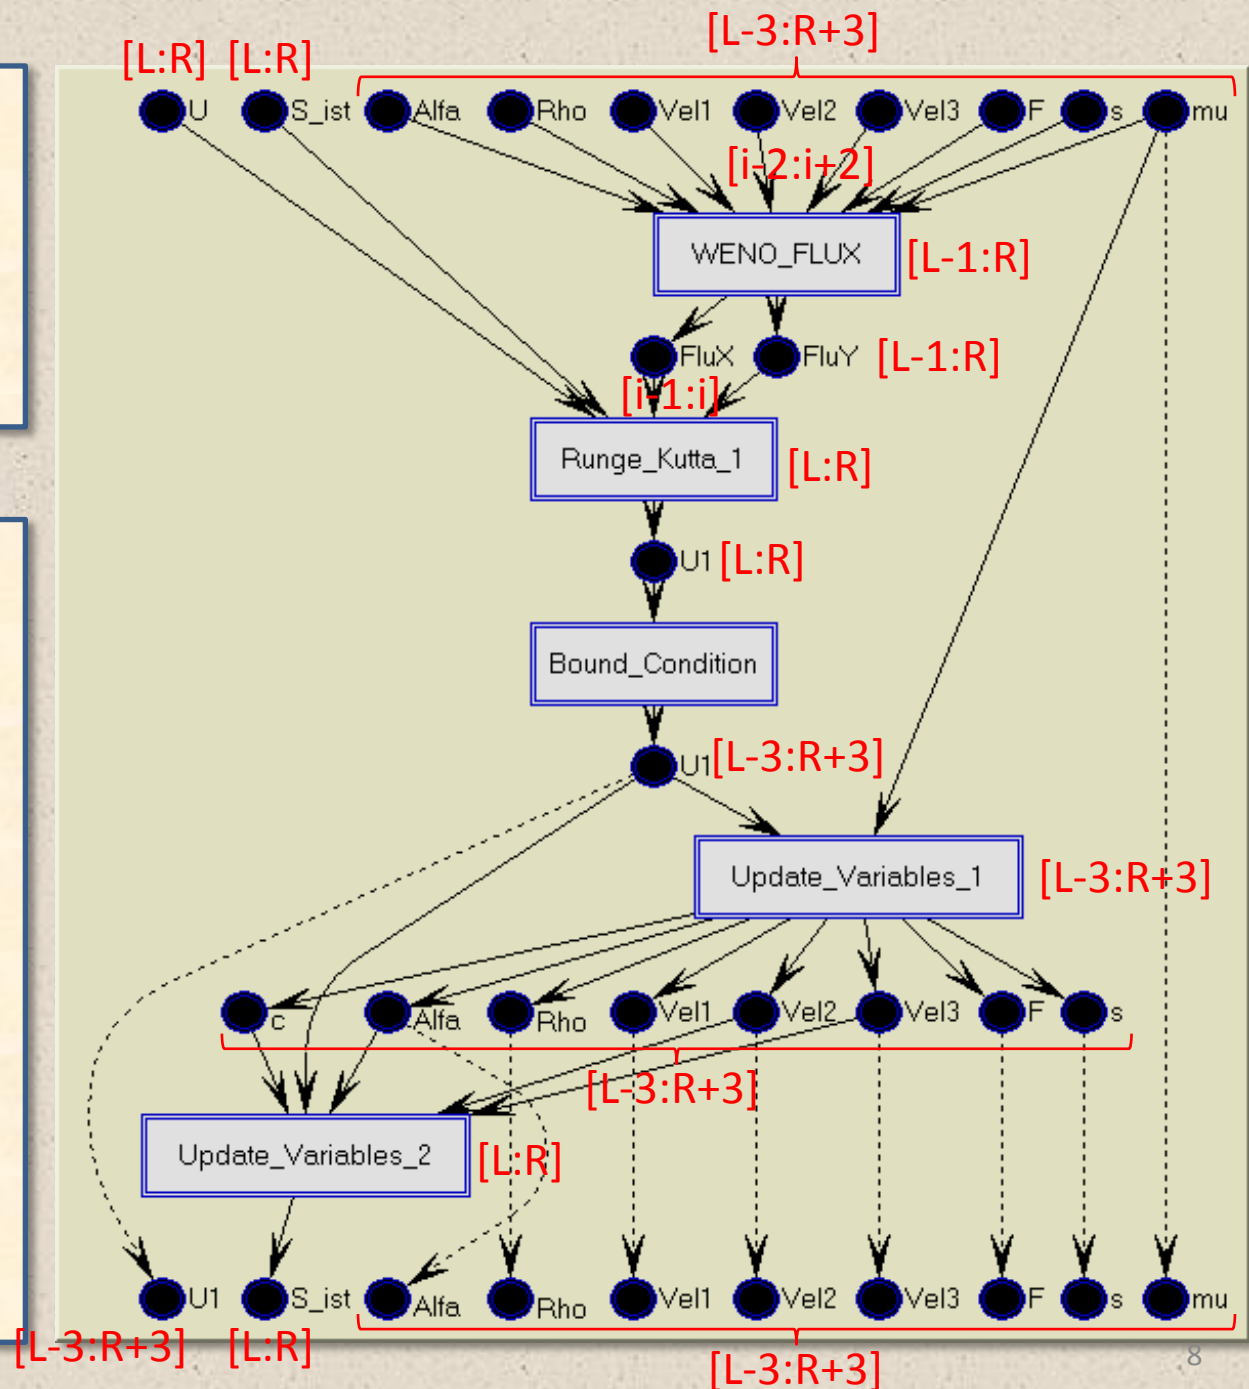 [L-3:R+3]
[L:R] [L:R]
U S_ist Alfa Rho Vel1 Vel2 Vel3 F s mu
[i-2:i+2]
WENO_FLUX [L-1:R]
FluX FluY [L-1:R]
[i-1:i]
Runge_Kutta_1 [L:R]
U1 [L:R]
Bound_Condition
U1 [L-3:R+3]
Update_Variables_1 [L-3:R+3]
c Alfa Rho Vel1 Vel2 Vel3 F s
[L-3:R+3]
Update_Variables_2 [L:R]
U1 S_ist Alfa Rho Vel1 Vel2 Vel3 F s mu
[L-3:R+3] [L:R]
[L-3:R+3]
8